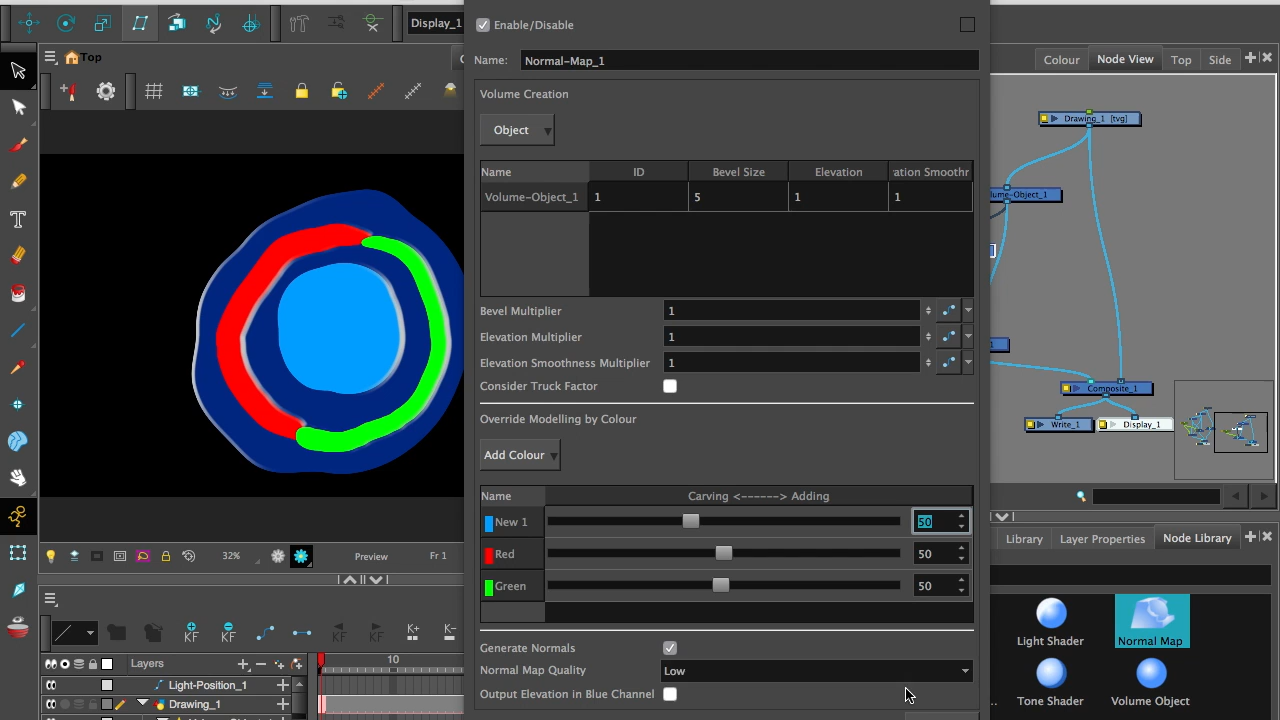 Enable/Disable
Display_1
Top
Name: Normal-Map_1
Colour Node View Top Side
Volume Creation
Object
Name ID Bevel Size Elevation ation Smoothr
Volume-Object_1 1 5 1 1
Drawing_1 [tvg]
ume-Object_1
Bevel Multiplier 1
Elevation Multiplier 1
Elevation Smoothness Multiplier 1
Consider Truck Factor
1
Composite_1
Write_1 Display_1
Override Modelling by Colour
Add Colour
Name Carving <------> Adding
New 1 50
Red 50
Green 50
32% Preview Fr 1
Library Layer Properties Node Library
KF KF KF KF K+ K-
Light Shader Normal Map
Generate Normals
Normal Map Quality Low
Output Elevation in Blue Channel
Layers 10
Light-Position_1
Drawing_1
... Tone Shader Volume Object